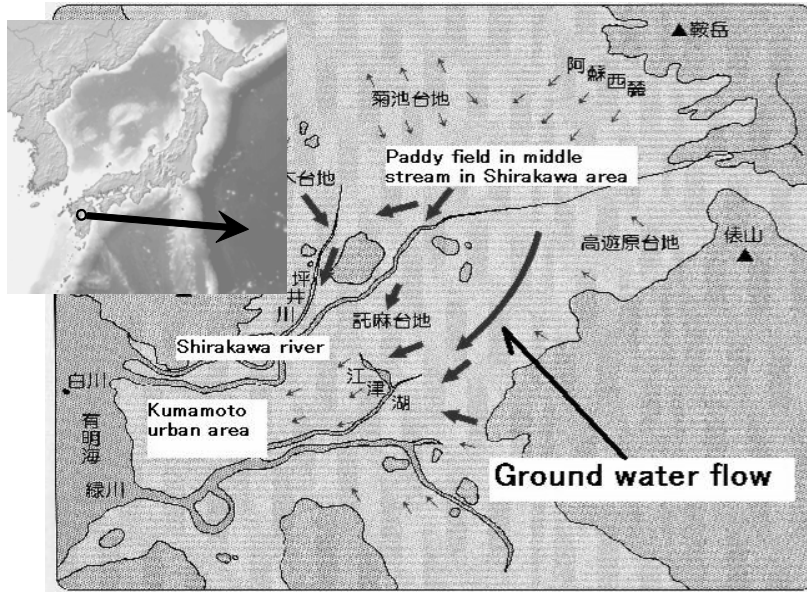 鞍岳
阿蘇西麓
菊池台地
Paddy field in middle
stream in Shirakawa area
木台地
高遊原台地
俵山
坪井川
託麻台地
Shirakawa river
白川
江津湖
Kumamoto
urban area
有明海
緑川
Ground water flow